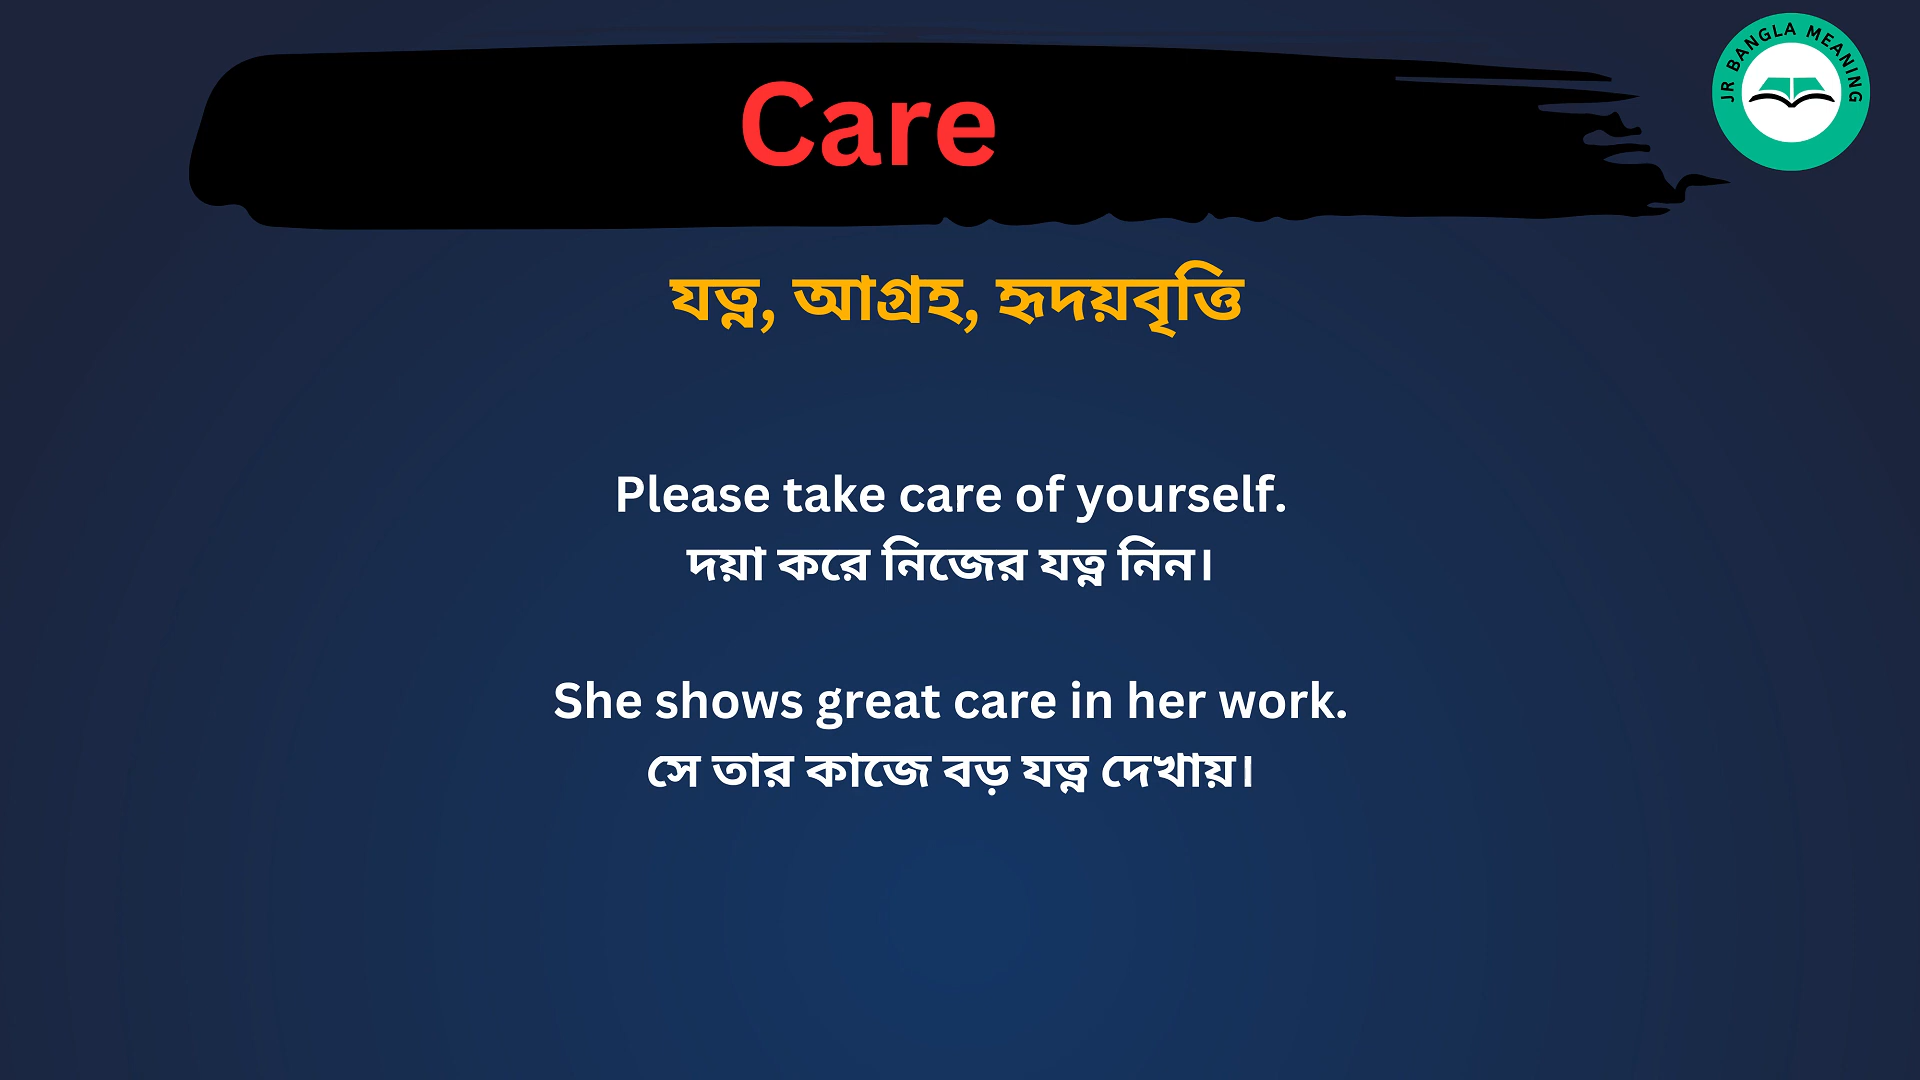 Care
JR BANGLA MEANING
যত্ন, আগ্রহ, হৃদয়বৃত্তি
Please take care of yourself.
দয়া করে নিজের যত্ন নিন।
She shows great care in her work.
সে তার কাজে বড় যত্ন দেখায়।